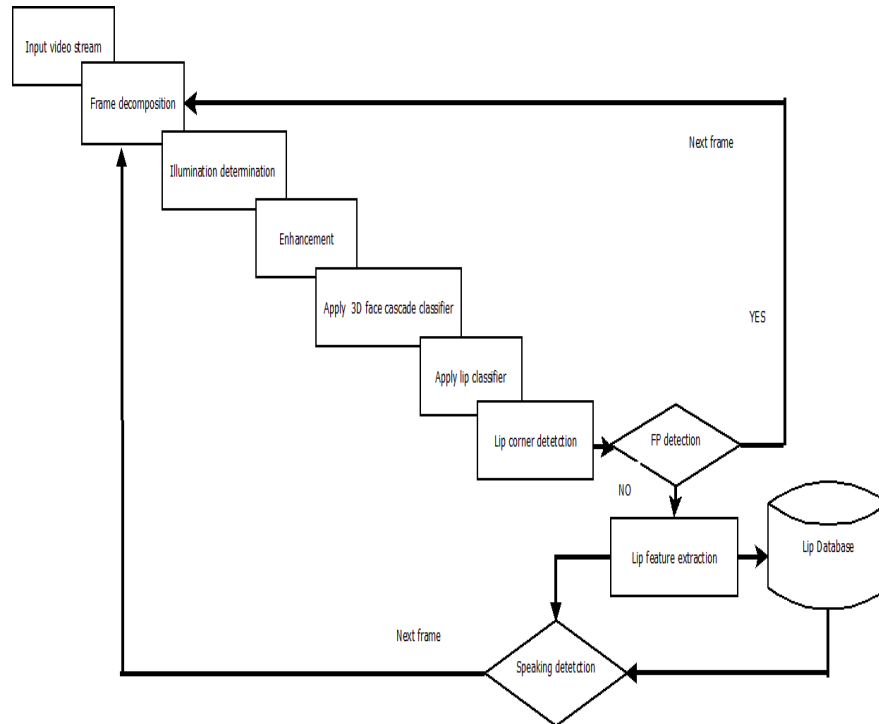 Input video stream
Frame decomposition
Next frame
Illumination determination
Enhancement
Apply 3D face cascade classifier
YES
Apply lip classifier
Lip corner detetction
FP detection
NO
Lip feature extraction
Lip Database
Next frame
Speaking detetction